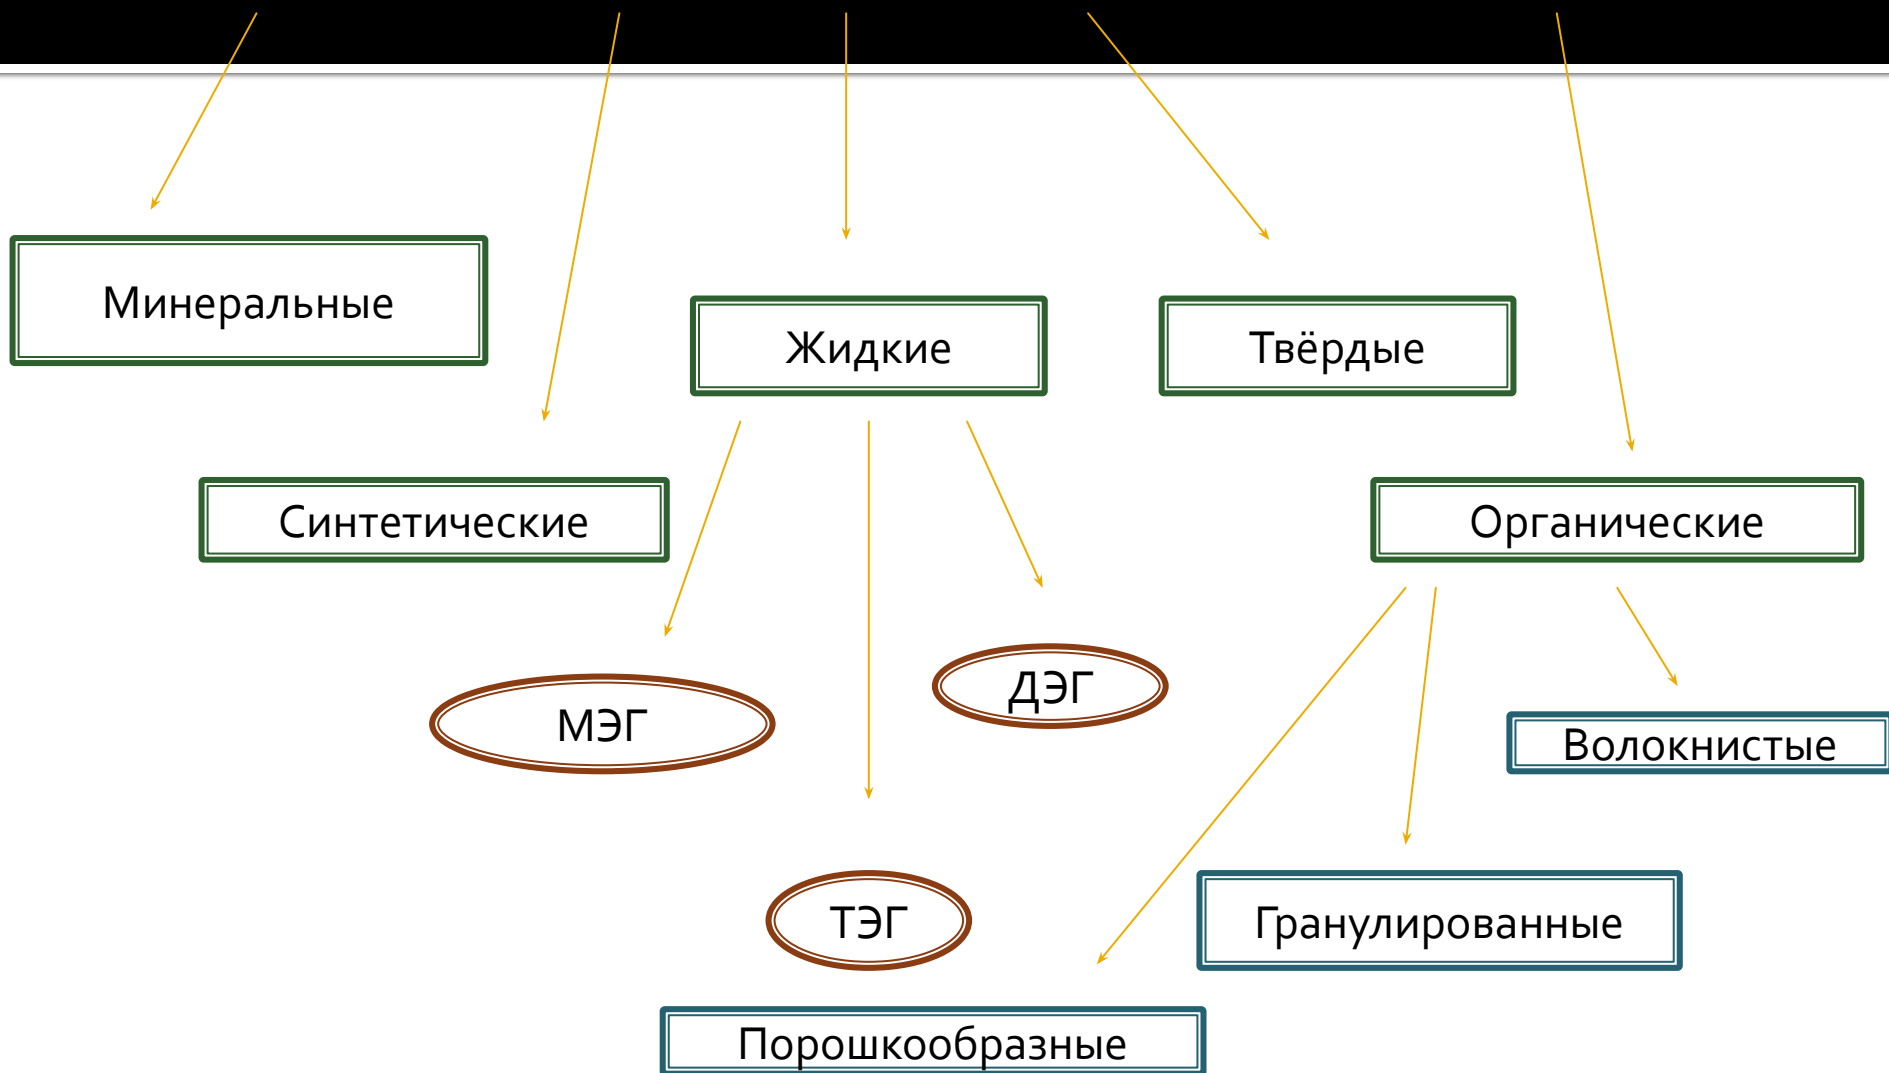 Минеральные
Жидкие
Твёрдые
Синтетические
Органические
МЭГ
ДЭГ
Волокнистые
ТЭГ
Гранулированные
Порошкообразные